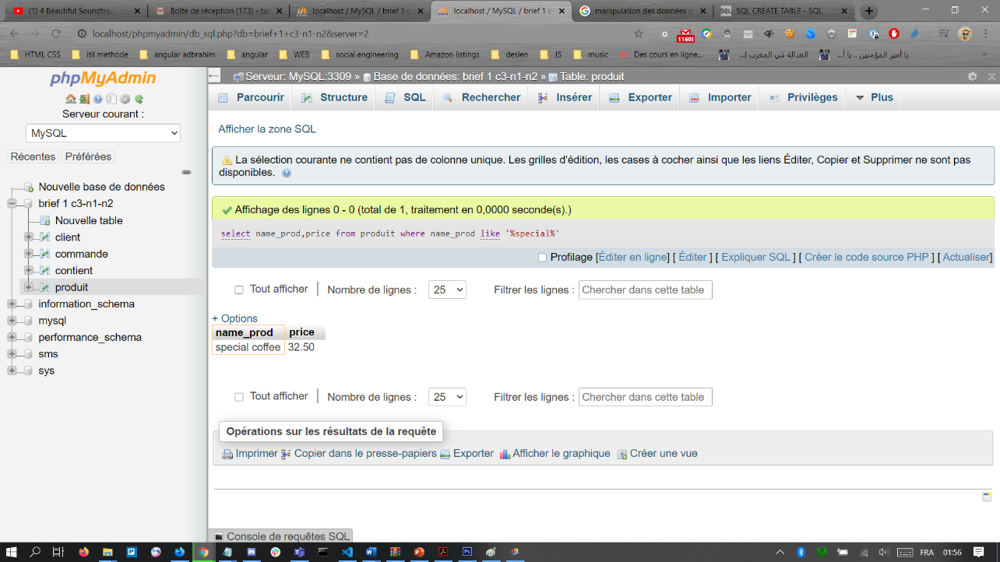 (1) 4 Beautiful Soundtra
Boîte de réception (173) - ta
localhost / MySQL / brief 1 c
localhost / MySQL / brief 1 c
manipulation des données s
SQL CREATE TABLE - SQL
localhost/phpmyadmin/db_sql.php?db=brief+1+c3-n1-n2&server=2
11608
HTML CSS
itil methode
angular adbrahim
angular
WEB
social engineering
Amazon listings
desien
JS
music
Des cours en ligne...
العدالة في المغرب إ...
يا أمير المؤمنين .. يا أ...
phpMyAdmin
Serveur courant :
MySQL
Récentes
Préférées
Nouvelle base de données
brief 1 c3-n1-n2
Nouvelle table
client
commande
contient
produit
information_schema
mysql
performance_schema
sms
sys
Serveur: MySQL:3309 » Base de données: brief 1 c3-n1-n2 » Table: produit
Parcourir
Structure
SQL
Rechercher
Insérer
Exporter
Importer
Privilèges
Plus
Afficher la zone SQL
La sélection courante ne contient pas de colonne unique. Les grilles d'édition, les cases à cocher ainsi que les liens Éditer, Copier et Supprimer ne sont pas
disponibles.
Affichage des lignes 0 - 0 (total de 1, traitement en 0,0000 seconde(s).)
select name_prod,price from produit where name_prod like '%special%'
Profilage [Éditer en ligne] [ Éditer ] [ Expliquer SQL ] [ Créer le code source PHP ] [ Actualiser]
Tout afficher
Nombre de lignes :
25
Filtrer les lignes :
Chercher dans cette table
+ Options
name_prod price
special coffee 32.50
Tout afficher
Nombre de lignes :
25
Filtrer les lignes :
Chercher dans cette table
Opérations sur les résultats de la requête
Imprimer
Copier dans le presse-papiers
Exporter
Afficher le graphique
Créer une vue
Console de requêtes SQL
FRA
01:56